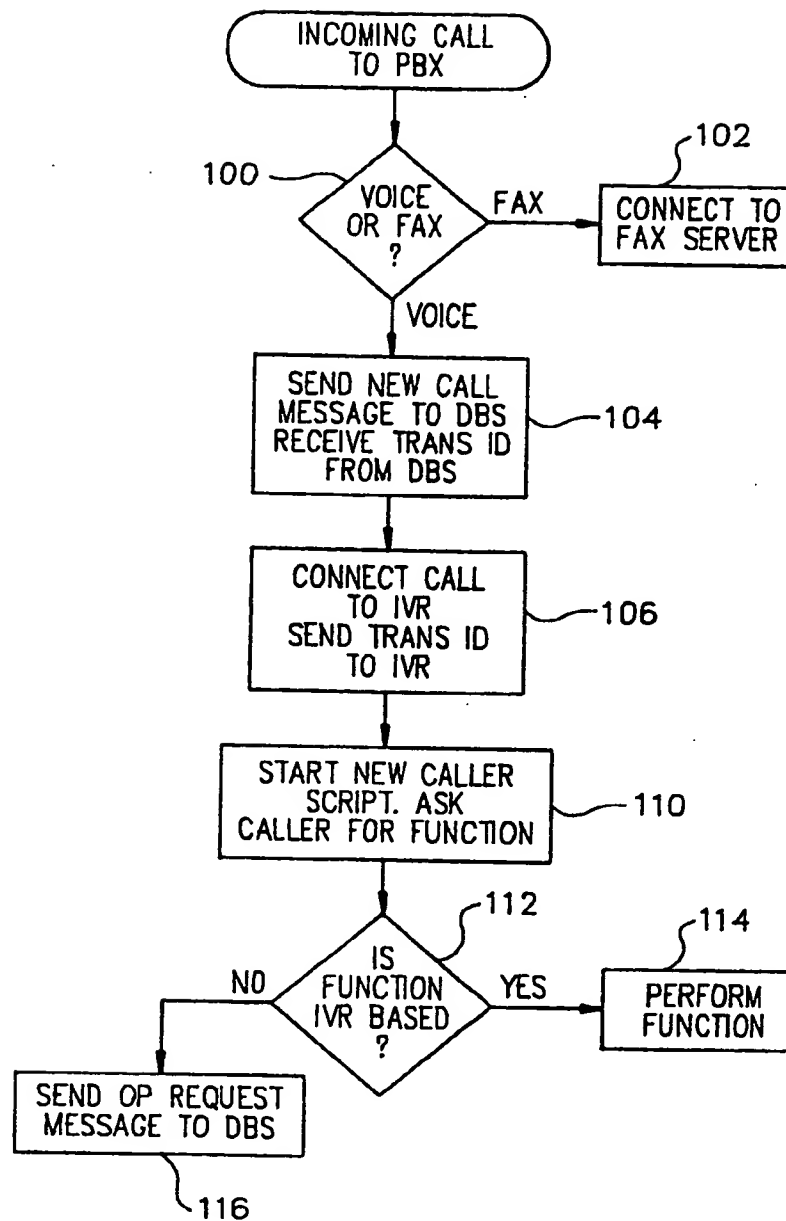 INCOMING CALL
TO PBX
100
VOICE
OR FAX
?
FAX
102
CONNECT TO
FAX SERVER
VOICE
SEND NEW CALL
MESSAGE TO DBS
RECEIVE TRANS ID
FROM DBS
104
CONNECT CALL
TO IVR
SEND TRANS ID
TO IVR
106
START NEW CALLER
SCRIPT. ASK
CALLER FOR FUNCTION
110
112
IS
FUNCTION
IVR BASED
?
NO
YES
114
PERFORM
FUNCTION
SEND OP REQUEST
MESSAGE TO DBS
116